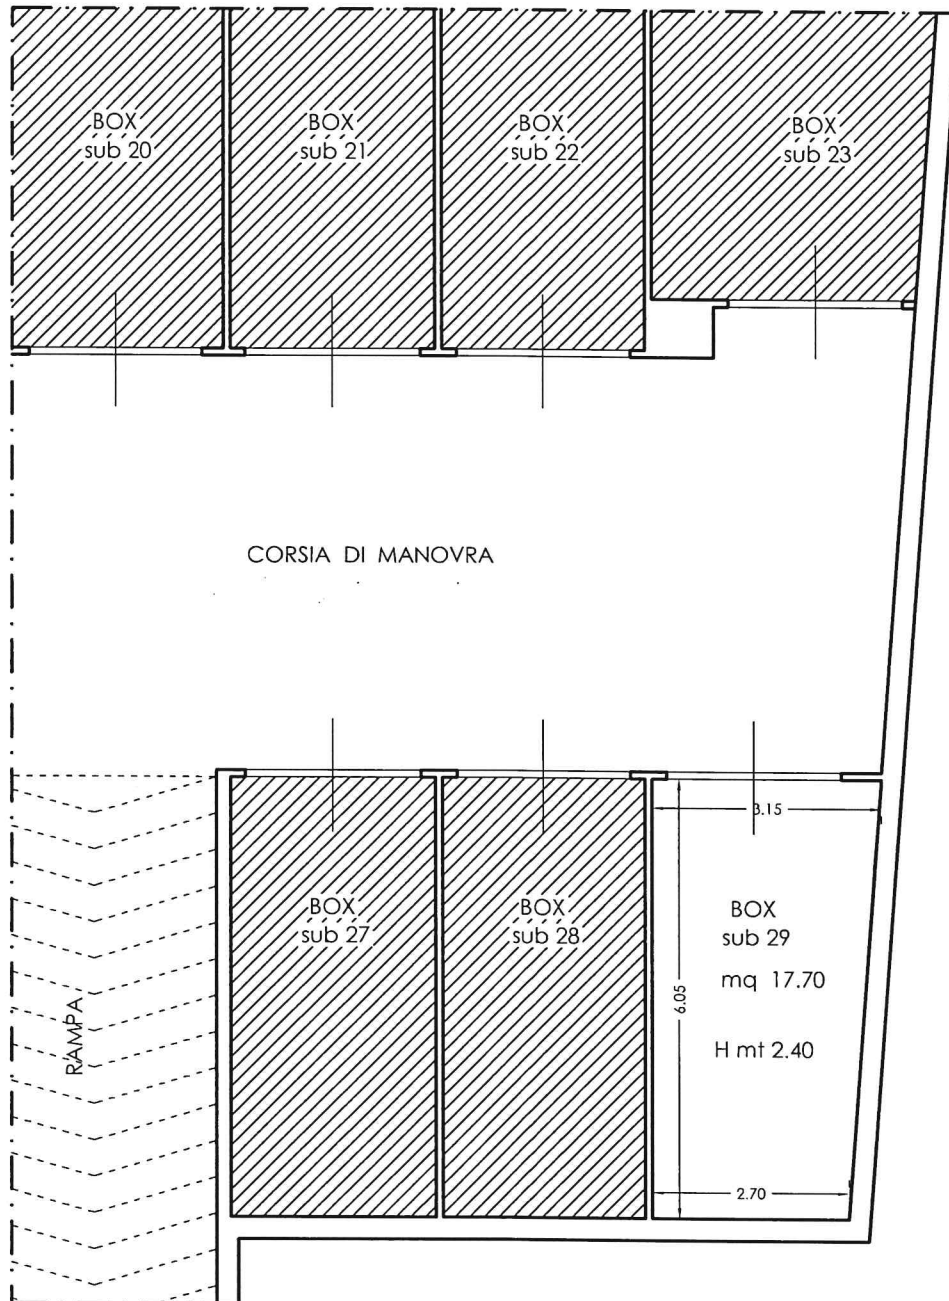 BOX
sub 20
BOX
sub 21
BOX
sub 22
BOX
sub 23
CORSIA DI MANOVRA
3.15
BOX
sub 27
BOX
sub 28
BOX
sub 29
mq 17.70
6.05
H mt 2.40
RAMPA
2.70